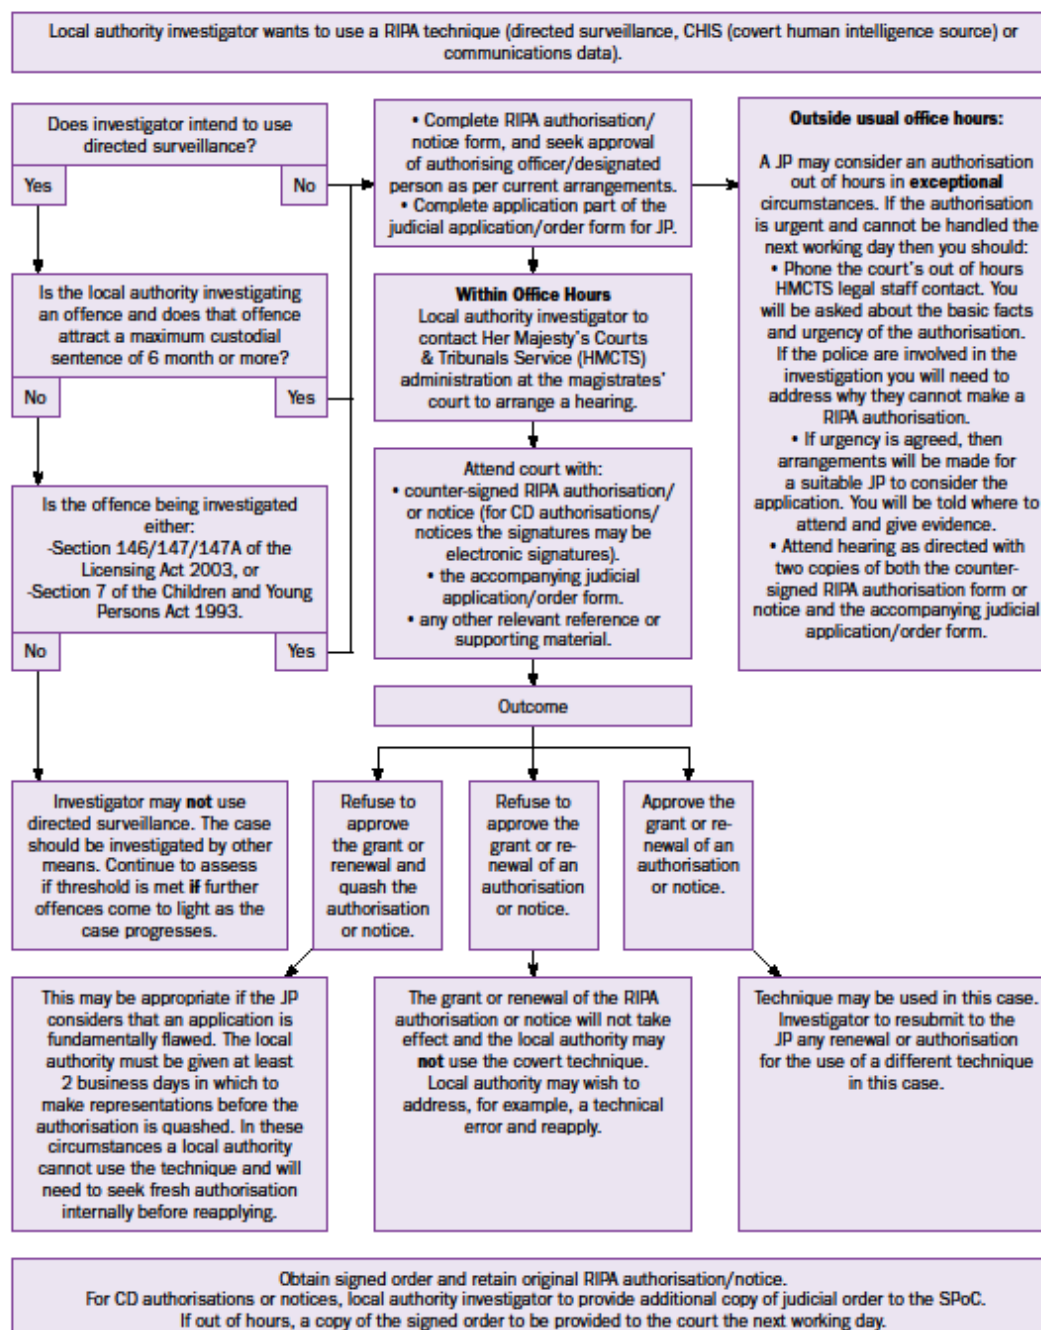 Local authority investigator wants to use a RIPA technique (directed surveillance, CHIS (covert human intelligence source) or
communications data).
Does investigator intend to use
directed surveillance?
Yes
No
Is the local authority investigating
an offence and does that offence
attract a maximum custodial
sentence of 6 month or more?
No
Yes
Is the offence being investigated
either:
-Section 146/147/147A of the
Licensing Act 2003, or
-Section 7 of the Children and Young
Persons Act 1993.
No
Yes
• Complete RIPA authorisation/
notice form, and seek approval
of authorising officer/designated
person as per current arrangements.
• Complete application part of the
judicial application/order form for JP.
Within Office Hours
Local authority investigator to
contact Her Majesty's Courts
& Tribunals Service (HMCTS)
administration at the magistrates'
court to arrange a hearing.
Attend court with:
• counter-signed RIPA authorisation/
or notice (for CD authorisations/
notices the signatures may be
electronic signatures).
• the accompanying judicial
application/order form.
• any other relevant reference or
supporting material.
Outside usual office hours:
A JP may consider an authorisation
out of hours in exceptional
circumstances. If the authorisation
is urgent and cannot be handled the
next working day then you should:
• Phone the court's out of hours
HMCTS legal staff contact. You
will be asked about the basic facts
and urgency of the authorisation.
If the police are involved in the
investigation you will need to
address why they cannot make a
RIPA authorisation.
• If urgency is agreed, then
arrangements will be made for
a suitable JP to consider the
application. You will be told where to
attend and give evidence.
• Attend hearing as directed with
two copies of both the counter-
signed RIPA authorisation form or
notice and the accompanying judicial
application/order form.
Outcome
Investigator may not use
directed surveillance. The case
should be investigated by other
means. Continue to assess
if threshold is met if further
offences come to light as the
case progresses.
Refuse to
approve
the grant or
renewal and
quash the
authorisation
or notice.
Refuse to
approve the
grant or re-
newal of an
authorisation
or notice.
Approve the
grant or re-
newal of an
authorisation
or notice.
This may be appropriate if the JP
considers that an application is
fundamentally flawed. The local
authority must be given at least
2 business days in which to
make representations before the
authorisation is quashed. In these
circumstances a local authority
cannot use the technique and will
need to seek fresh authorisation
internally before reapplying.
The grant or renewal of the RIPA
authorisation or notice will not take
effect and the local authority may
not use the covert technique.
Local authority may wish to
address, for example, a technical
error and reapply.
Technique may be used in this case.
Investigator to resubmit to the
JP any renewal or authorisation
for the use of a different technique
in this case.
Obtain signed order and retain original RIPA authorisation/notice.
For CD authorisations or notices, local authority investigator to provide additional copy of judicial order to the SPoC.
If out of hours, a copy of the signed order to be provided to the court the next working day.